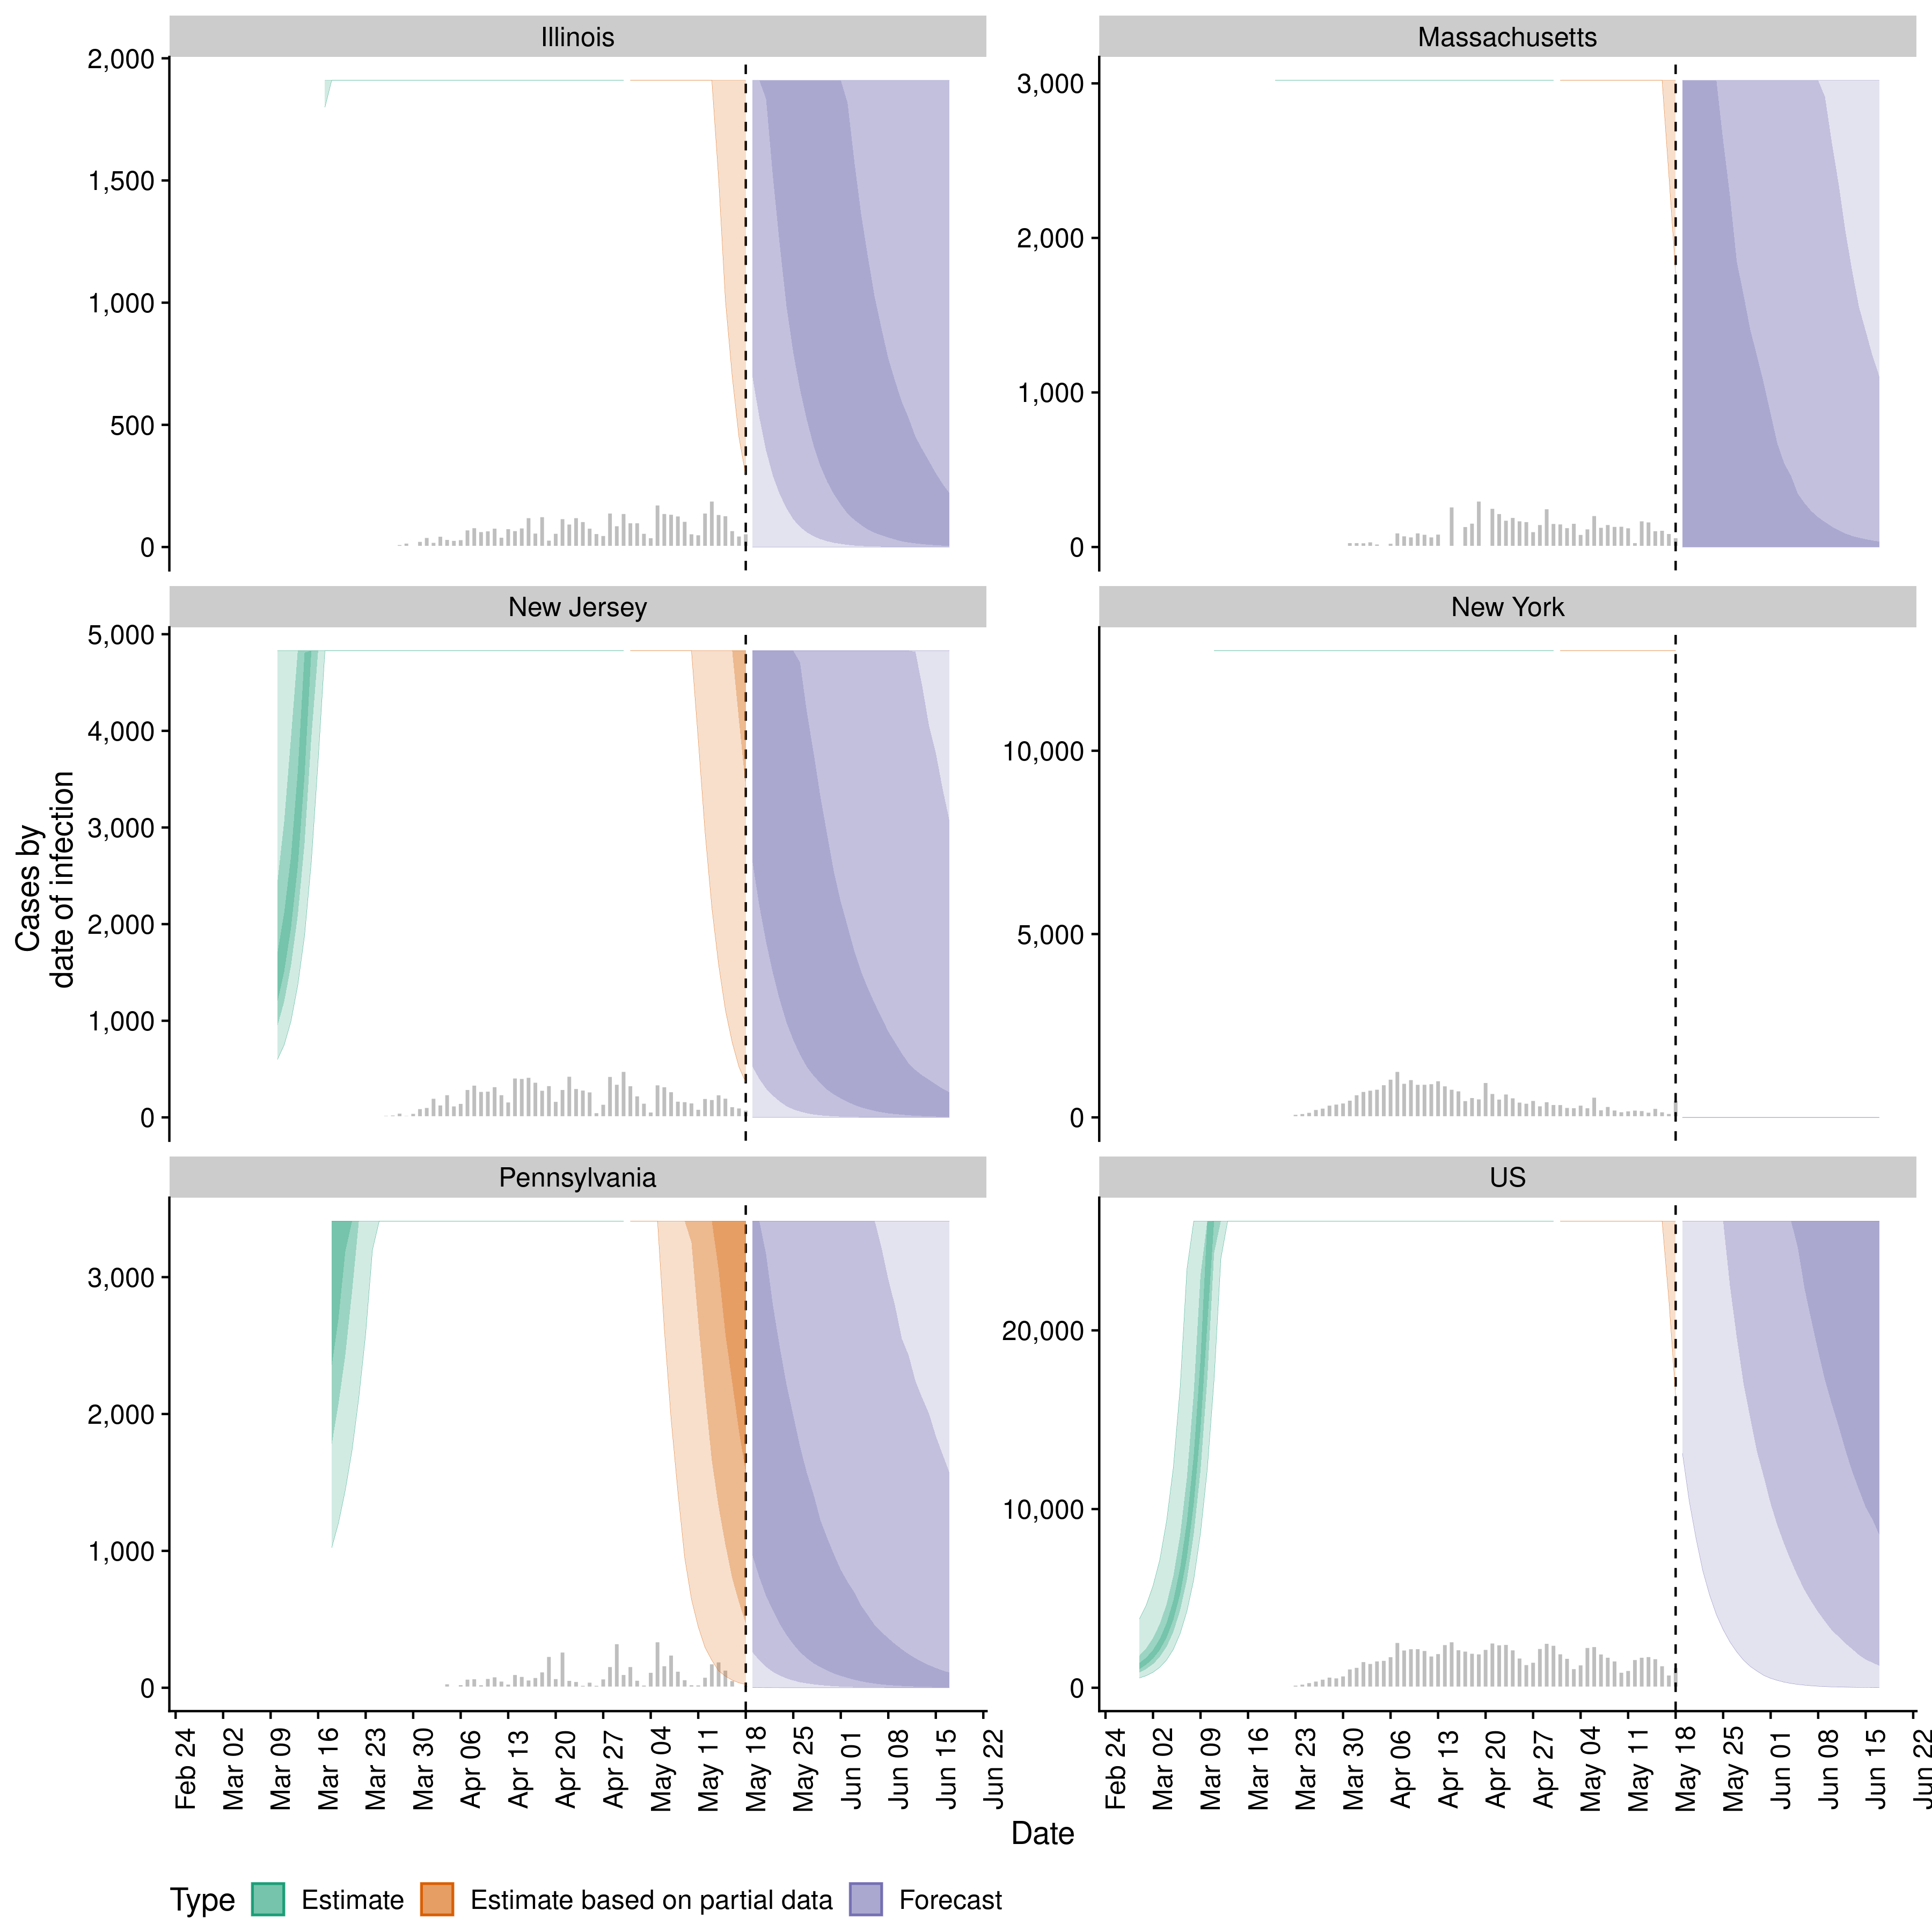 Illinois
Massachusetts
2,000
1,500
1,000
500
0
3,000
2,000
1,000
0
New Jersey
New York
5,000
4,000
3,000
2,000
1,000
0
10,000
5,000
0
Cases by
date of infection
Pennsylvania
US
3,000
2,000
1,000
0
20,000
10,000
0
Feb 24
Mar 02
Mar 09
Mar 16
Mar 23
Mar 30
Apr 06
Apr 13
Apr 20
Apr 27
May 04
May 11
May 18
May 25
Jun 01
Jun 08
Jun 15
Jun 22
Feb 24
Mar 02
Mar 09
Mar 16
Mar 23
Mar 30
Apr 06
Apr 13
Apr 20
Apr 27
May 04
May 11
May 18
May 25
Jun 01
Jun 08
Jun 15
Jun 22
Date
Type Estimate Estimate based on partial data Forecast